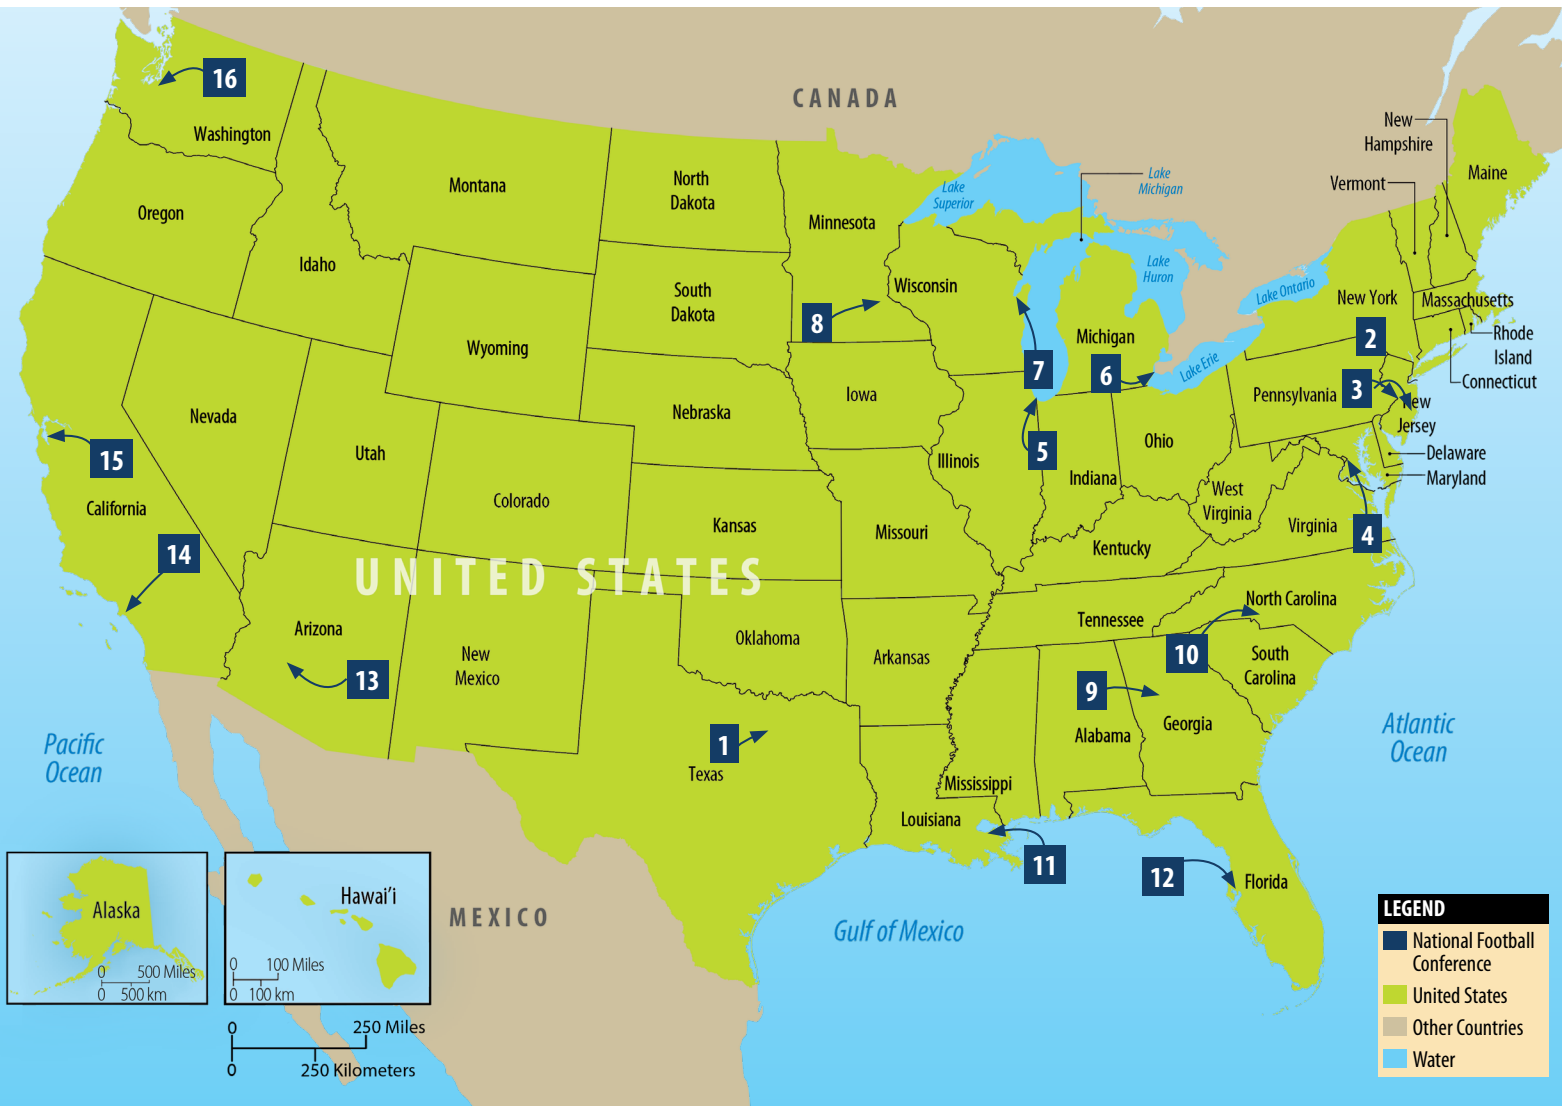 CANADA
16
Washington
Oregon
Idaho
Montana
North
Dakota
South
Dakota
Wyoming
Nebraska
Minnesota
Lake
Superior
Lake
Michigan
Lake
Huron
Lake Ontario
Lake Erie
Wisconsin
Michigan
New
Hampshire
Vermont
Maine
New York
Massachusetts
Rhode
Island
Connecticut
8
7
6
2
3
5
4
Iowa
Illinois
Indiana
Ohio
Pennsylvania
New
Jersey
Delaware
Maryland
West
Virginia
Virginia
Nevada
Utah
Colorado
Kansas
Missouri
Kentucky
15
California
14
UNITED STATES
Arizona
13
New
Mexico
Oklahoma
Arkansas
Tennessee
North Carolina
10
South
Carolina
9
Alabama
Georgia
1
Texas
Mississippi
Louisiana
11
12
Florida
Pacific
Ocean
Atlantic
Ocean
Gulf of Mexico
MEXICO
Alaska
0 500 Miles
0 500 km
Hawai'i
0 100 Miles
0 100 km
0 250 Miles
0 250 Kilometers
LEGEND
National Football
Conference
United States
Other Countries
Water